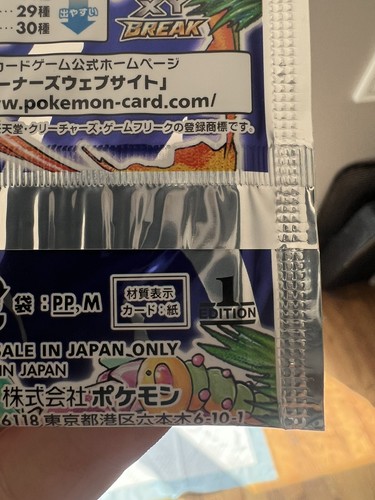 29種 出やすい
30種
XY
BREAK
カードゲーム公式ホームページ
ーナーズウェブサイト」
w.pokemon-card.com/
天堂・クリーチャーズ・ゲームフリークの登録商標です。
袋:PP,M
材質表示
カード:紙
1
EDITION
SALE IN JAPAN ONLY
IN JAPAN
株式会社ポケモン
6118 東京都港区六本木6-10-1